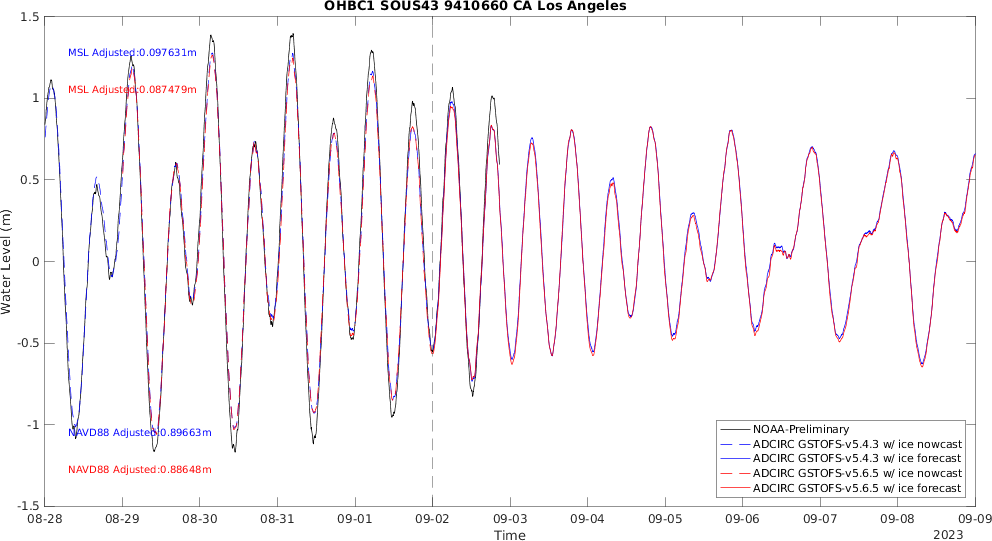 OHBC1 SOUS43 9410660 CA Los Angeles
1.5
MSL Adjusted:0.097631m
MSL Adjusted:0.087479m
1
0.5
Water Level (m)
0
-0.5
-1
NAVD88 Adjusted:0.89663m
NAVD88 Adjusted:0.88648m
NOAA-Preliminary
ADCIRC GSTOFS-v5.4.3 w/ ice nowcast
ADCIRC GSTOFS-v5.4.3 w/ ice forecast
ADCIRC GSTOFS-v5.6.5 w/ ice nowcast
ADCIRC GSTOFS-v5.6.5 w/ ice forecast
-1.5
08-28 08-29 08-30 08-31 09-01 09-02 09-03 09-04 09-05 09-06 09-07 09-08 09-09
Time
2023